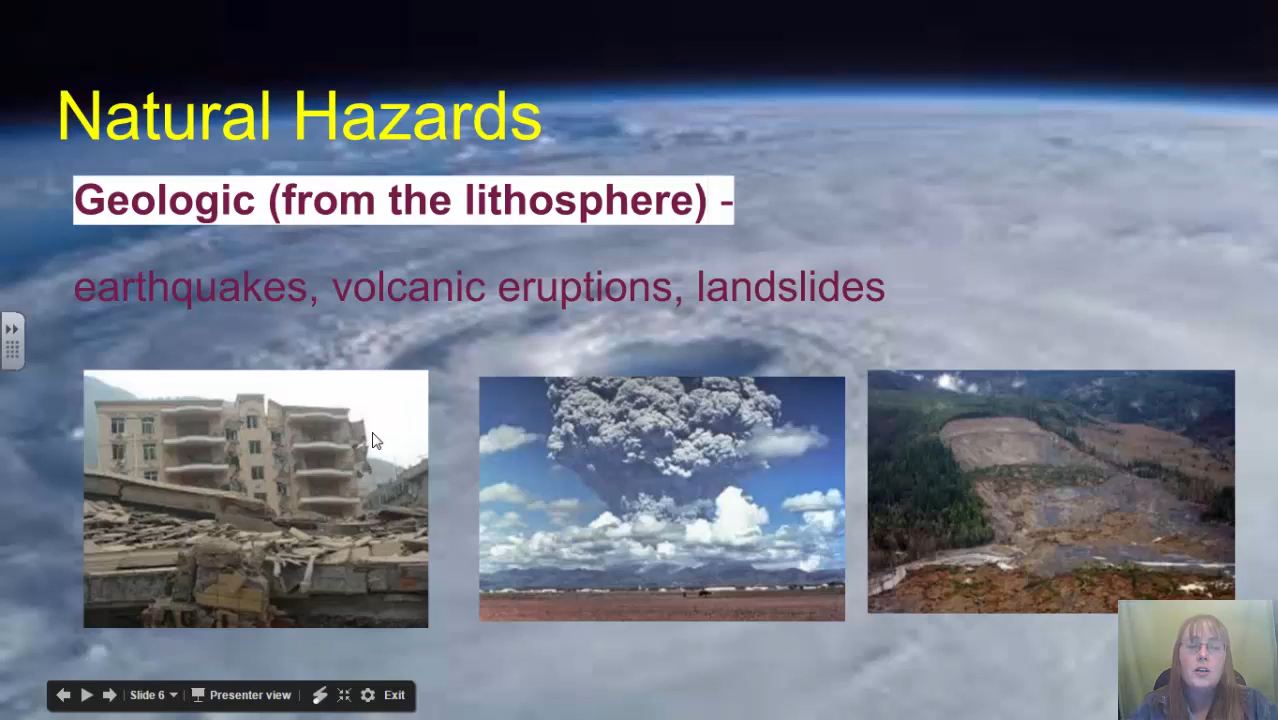 Natural Hazards
Geologic (from the lithosphere) -
earthquakes, volcanic eruptions, landslides
Slide 6
Presenter view
Exit